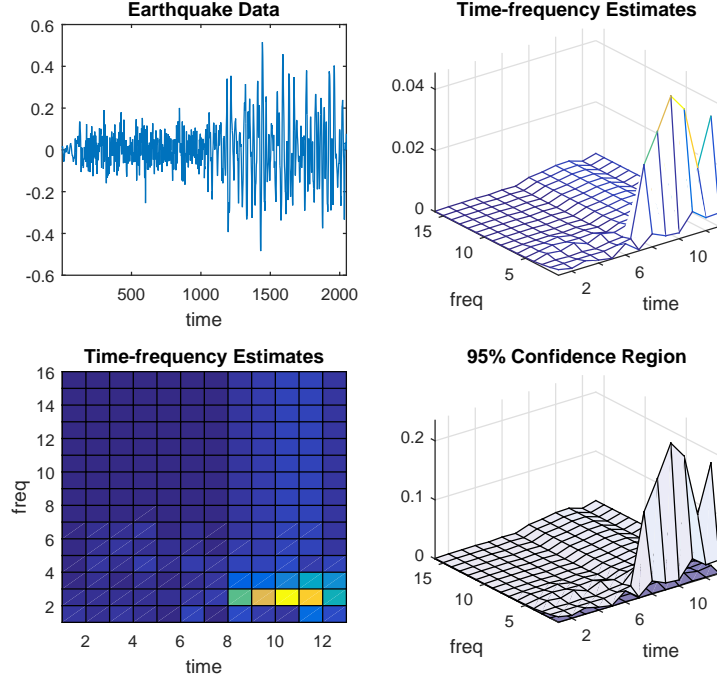 Earthquake Data
0.6
0.4
0.2
0
-0.2
-0.4
-0.6
500 1000 1500 2000
time
Time-frequency Estimates
0.04
0.02
0
15
10
5
freq
2
6
10
time
Time-frequency Estimates
16
14
12
10
8
6
4
2
freq
2 4 6 8 10 12
time
95% Confidence Region
0.2
0.1
0
15
10
5
freq
2
6
10
time